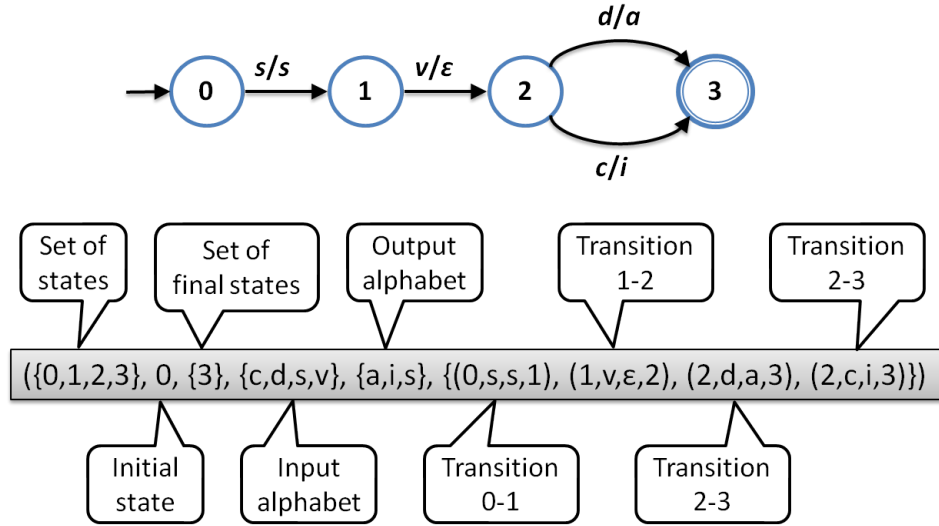 d/a
s/s
v/ε
0
1
2
3
c/i
Set of
states
Set of
final states
Output
alphabet
Transition
1-2
Transition
2-3
({0,1,2,3}, 0, {3}, {c,d,s,v}, {a,i,s}, {(0,s,s,1), (1,v,ε,2), (2,d,a,3), (2,c,i,3)})
Initial
state
Input
alphabet
Transition
0-1
Transition
2-3